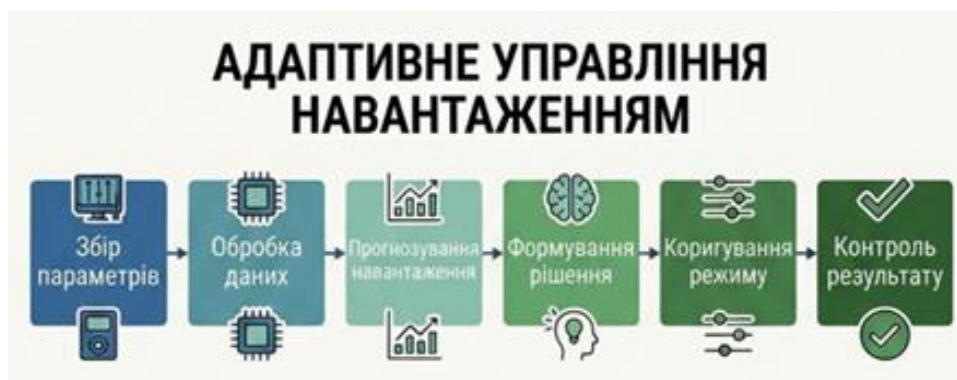 АДАПТИВНЕ УПРАВЛІННЯ
НАВАНТАЖЕННЯМ
Збір
параметрів
Обробка
даних
Прогнозування
навантаження
Формування
рішення
Коригування
режиму
Контроль
результату